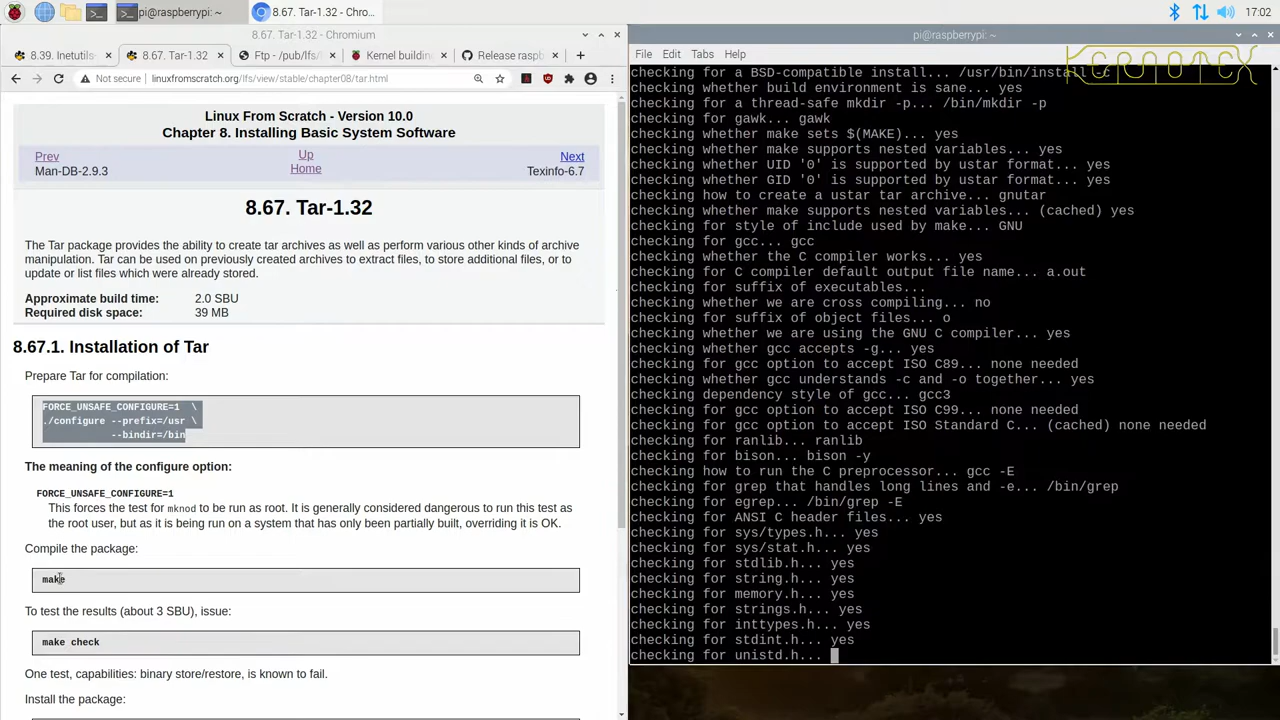 pi@raspberrypi: ~
8.67. Tar-1.32 - Chro...
17:02
8.67. Tar-1.32 - Chromium
8.39. Inetutils-
8.67. Tar-1.32
Ftp - /pub/lfs/
Kernel building
Release raspb
Not secure | linuxfromscratch.org/lfs/view/stable/chapter08/tar.html
Linux From Scratch - Version 10.0
Chapter 8. Installing Basic System Software
Prev
Up
Next
Man-DB-2.9.3
Home
Texinfo-6.7
8.67. Tar-1.32
The Tar package provides the ability to create tar archives as well as perform various other kinds of archive
manipulation. Tar can be used on previously created archives to extract files, to store additional files, or to
update or list files which were already stored.
Approximate build time: 2.0 SBU
Required disk space: 39 MB
8.67.1. Installation of Tar
Prepare Tar for compilation:
FORCE_UNSAFE_CONFIGURE=1 \
./configure --prefix=/usr \
--bindir=/bin
The meaning of the configure option:
FORCE_UNSAFE_CONFIGURE=1
This forces the test for mknod to be run as root. It is generally considered dangerous to run this test as
the root user, but as it is being run on a system that has only been partially built, overriding it is OK.
Compile the package:
make
To test the results (about 3 SBU), issue:
make check
One test, capabilities: binary store/restore, is known to fail.
Install the package:
pi@raspberrypi: ~
File Edit Tabs Help
KERNOTEX
checking for a BSD-compatible install... /usr/bin/install -c
checking whether build environment is sane... yes
checking for a thread-safe mkdir -p... /bin/mkdir -p
checking for gawk... gawk
checking whether make sets $(MAKE)... yes
checking whether make supports nested variables... yes
checking whether UID '0' is supported by ustar format... yes
checking whether GID '0' is supported by ustar format... yes
checking how to create a ustar tar archive... gnutar
checking whether make supports nested variables... (cached) yes
checking for style of include used by make... GNU
checking for gcc... gcc
checking whether the C compiler works... yes
checking for C compiler default output file name... a.out
checking for suffix of executables...
checking whether we are cross compiling... no
checking for suffix of object files... o
checking whether we are using the GNU C compiler... yes
checking whether gcc accepts -g... yes
checking for gcc option to accept ISO C89... none needed
checking whether gcc understands -c and -o together... yes
checking dependency style of gcc... gcc3
checking for gcc option to accept ISO C99... none needed
checking for gcc option to accept ISO Standard C... (cached) none needed
checking for ranlib... ranlib
checking for bison... bison -y
checking how to run the C preprocessor... gcc -E
checking for grep that handles long lines and -e... /bin/grep
checking for egrep... /bin/grep -E
checking for ANSI C header files... yes
checking for sys/types.h... yes
checking for sys/stat.h... yes
checking for stdlib.h... yes
checking for string.h... yes
checking for memory.h... yes
checking for strings.h... yes
checking for inttypes.h... yes
checking for stdint.h... yes
checking for unistd.h...